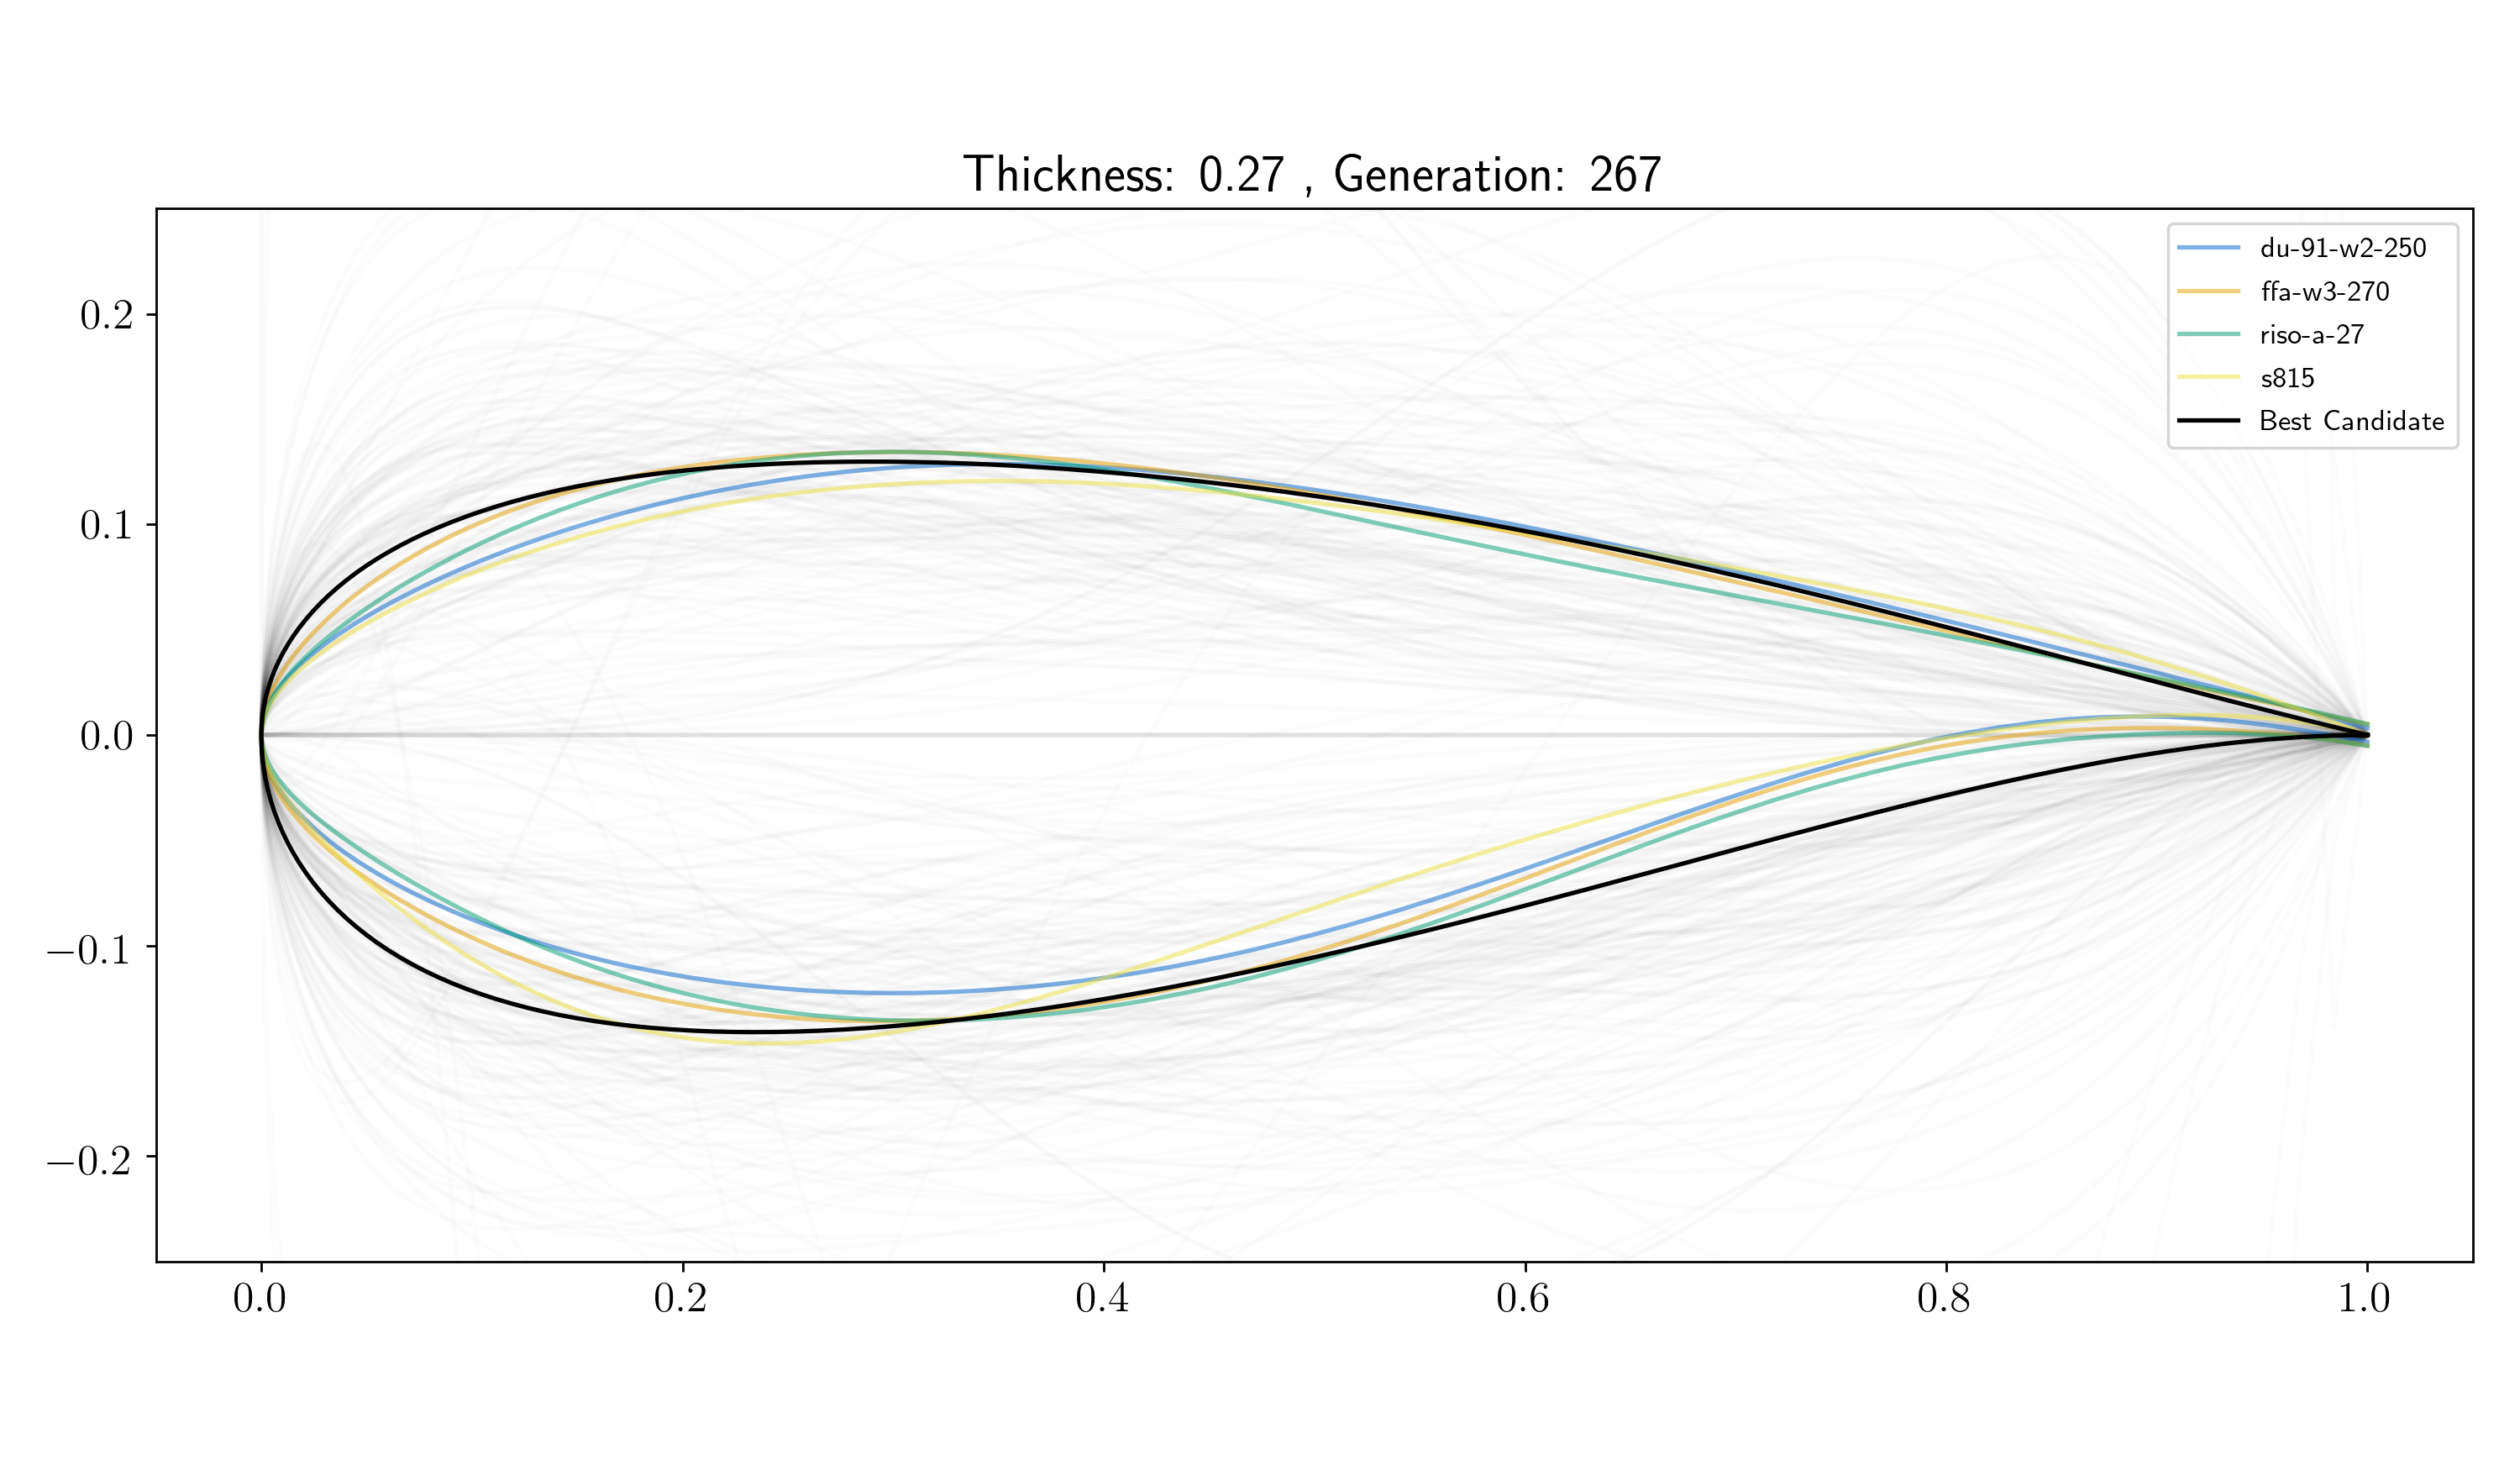 Thickness: 0.27 , Generation: 267
du-91-w2-250
ffa-w3-270
riso-a-27
s815
Best Candidate
0.2
0.1
0.0
−0.1
−0.2
0.0 0.2 0.4 0.6 0.8 1.0